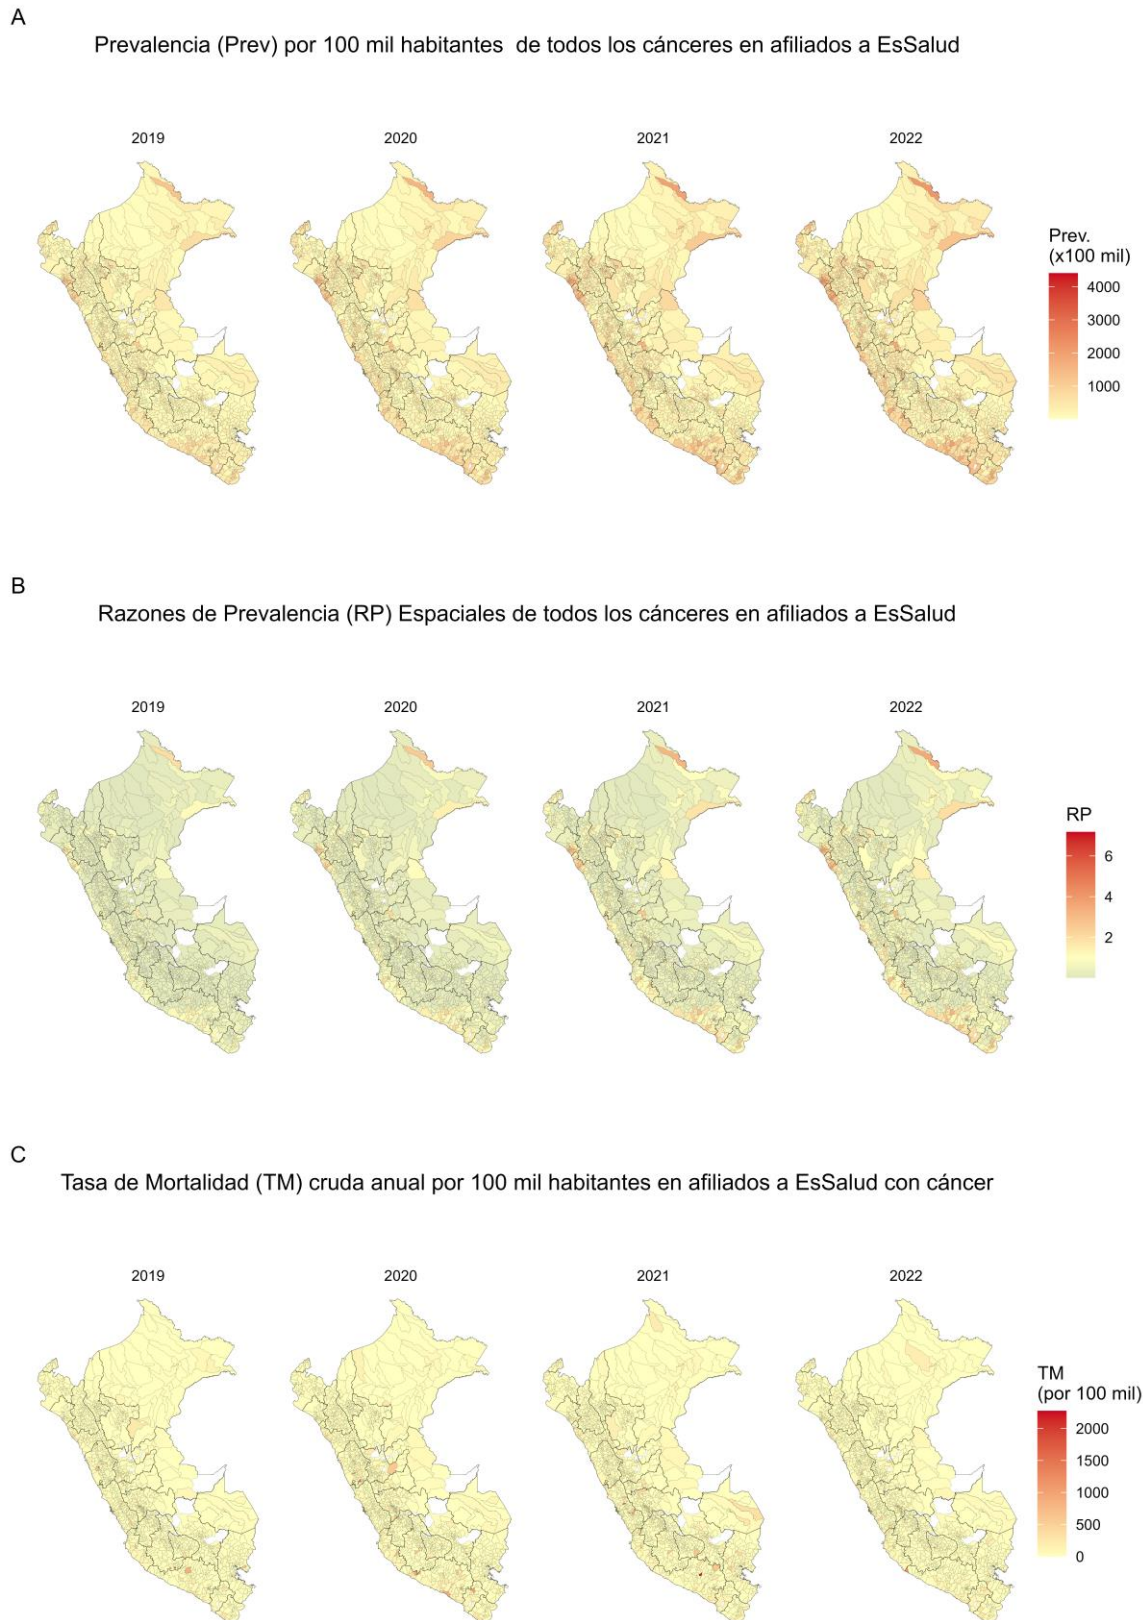 A
Prevalencia (Prev) por 100 mil habitantes  de todos los cánceres en afiliados a EsSalud
2019
2020
2021
2022
Prev.
(x100 mil)
4000
3000
2000
1000
B
Razones de Prevalencia (RP) Espaciales de todos los cánceres en afiliados a EsSalud
2019
2020
2021
2022
RP
6
4
2
C
Tasa de Mortalidad (TM) cruda anual por 100 mil habitantes en afiliados a EsSalud con cáncer
2019
2020
2021
2022
TM
(por 100 mil)
2000
1500
1000
500
0